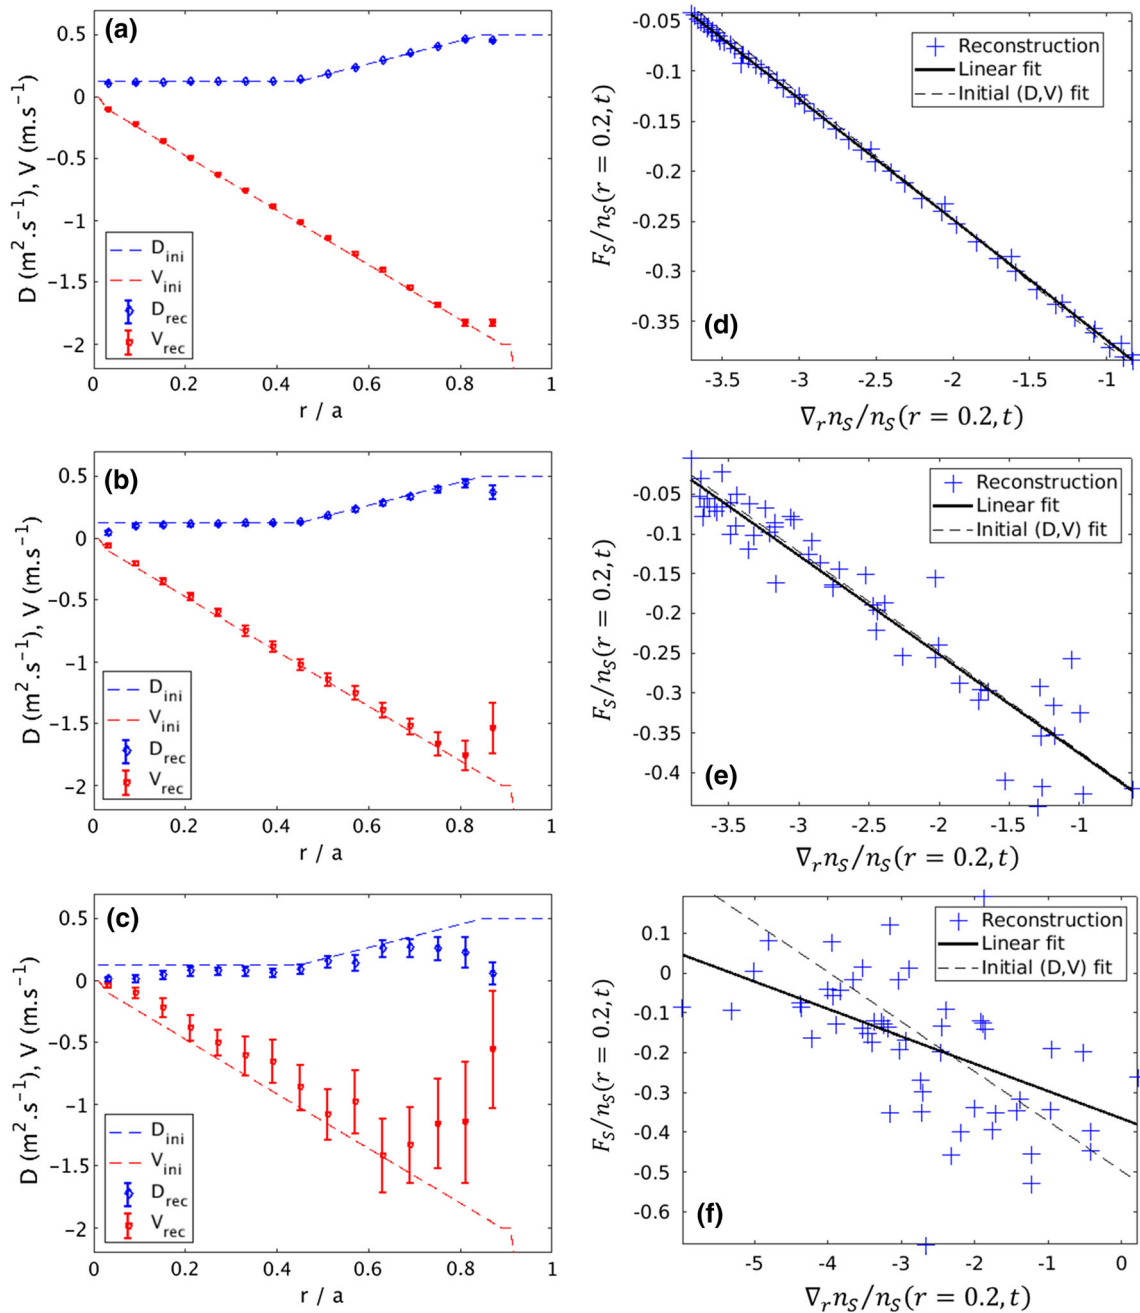 (a)
D (m².s⁻¹), V (m.s⁻¹)
0.5
0
−0.5
−1
−1.5
−2
D_ini
V_ini
D_rec
V_rec
0 0.2 0.4 0.6 0.8 1
r / a
F_S/n_S(r = 0.2, t)
-0.05
-0.1
-0.15
-0.2
-0.25
-0.3
-0.35
Reconstruction
Linear fit
Initial (D,V) fit
(d)
-3.5 -3 -2.5 -2 -1.5 -1
∇_r n_S/n_S(r = 0.2, t)
(b)
D (m².s⁻¹), V (m.s⁻¹)
0.5
0
−0.5
−1
−1.5
−2
D_ini
V_ini
D_rec
V_rec
0 0.2 0.4 0.6 0.8 1
r / a
F_S/n_S(r = 0.2, t)
-0.05
-0.1
-0.15
-0.2
-0.25
-0.3
-0.35
-0.4
Reconstruction
Linear fit
Initial (D,V) fit
(e)
-3.5 -3 -2.5 -2 -1.5 -1
∇_r n_S/n_S(r = 0.2, t)
(c)
D (m².s⁻¹), V (m.s⁻¹)
0.5
0
−0.5
−1
−1.5
−2
D_ini
V_ini
D_rec
V_rec
0 0.2 0.4 0.6 0.8 1
r / a
F_S/n_S(r = 0.2, t)
0.1
0
-0.1
-0.2
-0.3
-0.4
-0.5
-0.6
Reconstruction
Linear fit
Initial (D,V) fit
(f)
-5 -4 -3 -2 -1 0
∇_r n_S/n_S(r = 0.2, t)